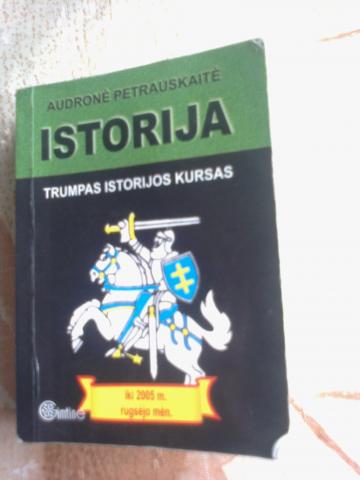 AUDRONĖ PETRAUSKAITĖ
ISTORIJA
TRUMPAS ISTORIJOS KURSAS
iki 2005 m.
rugsėjo mėn.